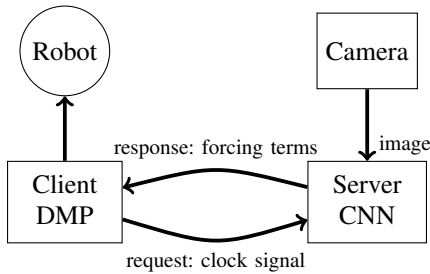 Robot
Camera
image
response: forcing terms
Client
DMP
Server
CNN
request: clock signal